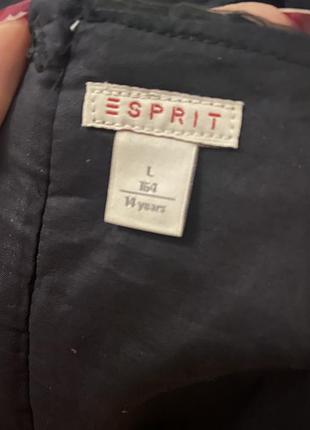 ESPRIT
L
164
14 years